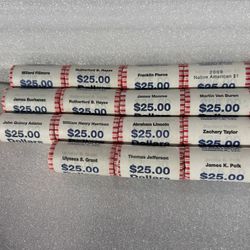 Millard Fillmore
$25.00
Rutherford B. Hayes
$25.00
Franklin Pierce
$25.00
2009
Native American $1
James Buchanan
$25.00
Dollars
Rutherford B. Hayes
$25.00
James Monroe
$25.00
Martin Van Buren
$25.00
John Quincy Adams
$25.00
Dollars
William Henry Harrison
$25.00
Abraham Lincoln
$25.00
Dollars
Zachary Taylor
$25.00
Ulysses S. Grant
$25.00
Thomas Jefferson
$25.00
Dollars
James K. Polk
$25.00